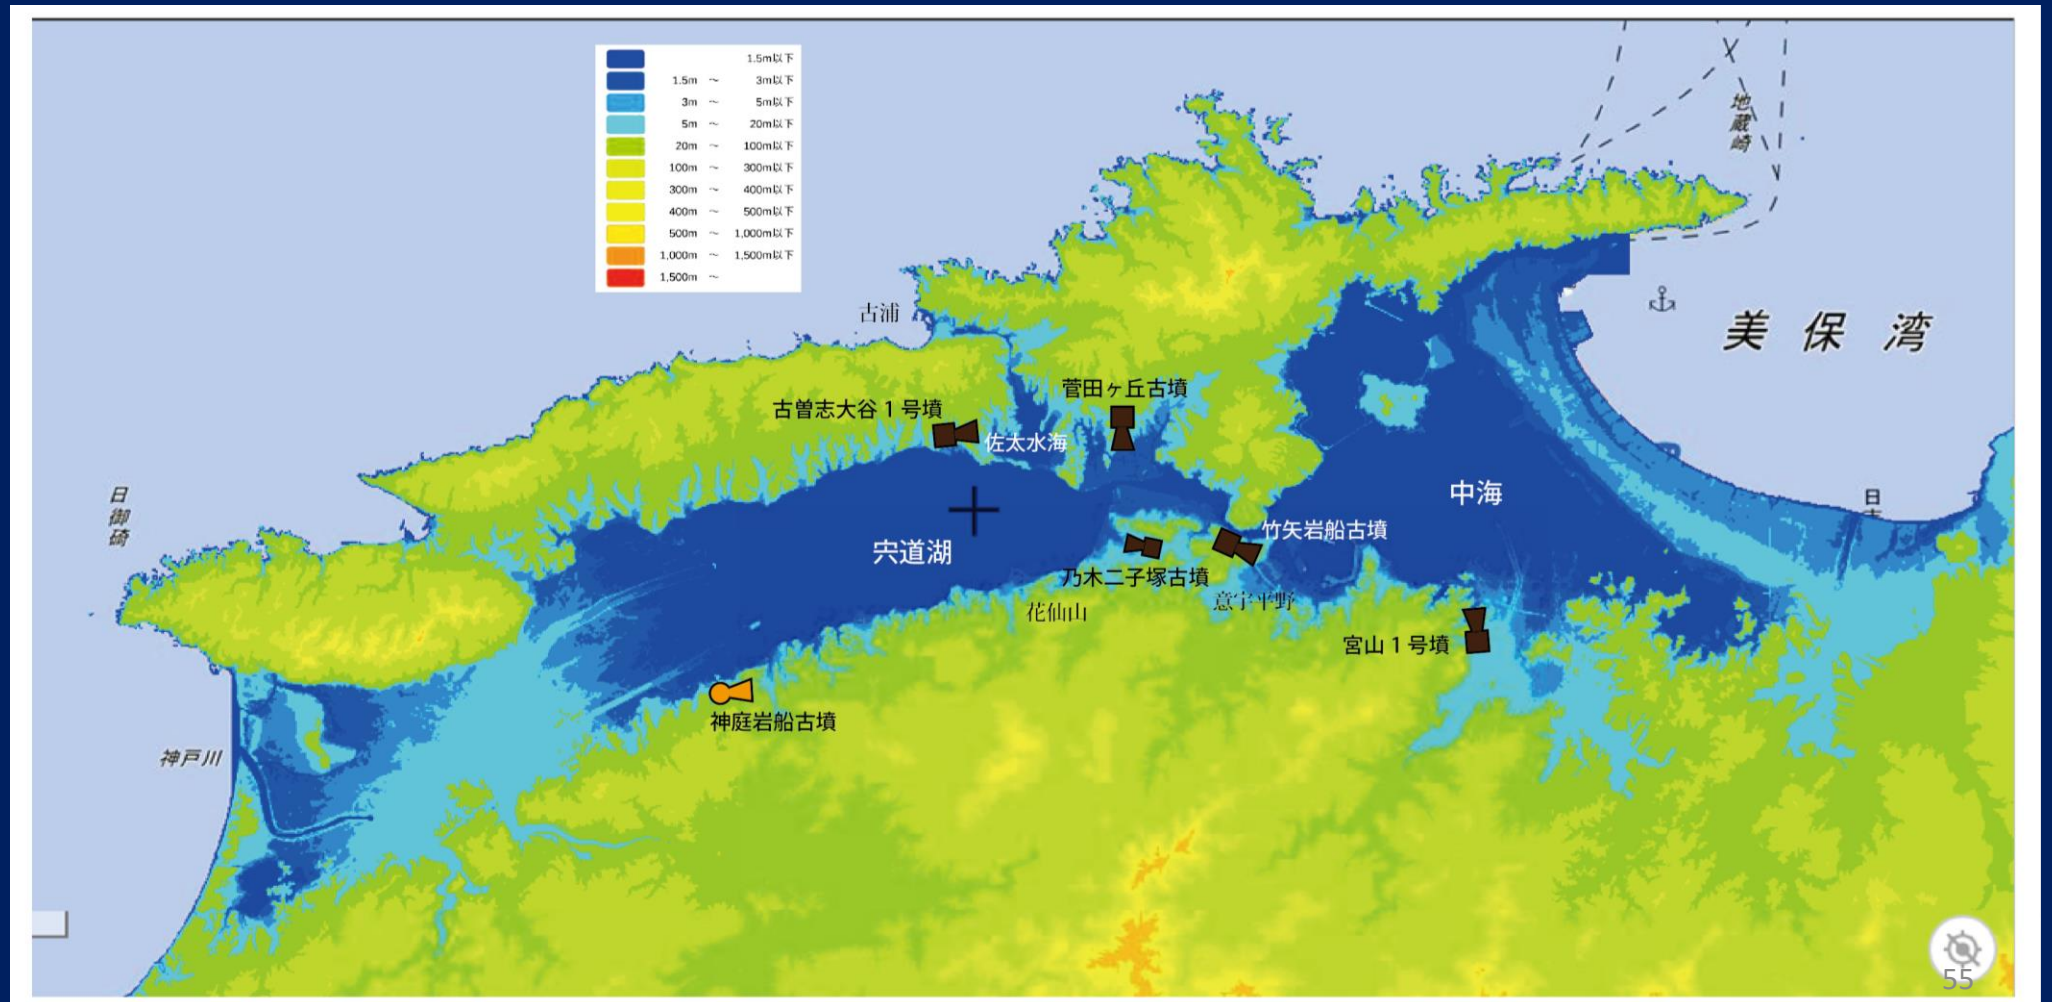 1.5m以下
1.5m ～ 3m以下
3m ～ 5m以下
5m ～ 20m以下
20m ～ 100m以下
100m ～ 300m以下
300m ～ 400m以下
400m ～ 500m以下
500m ～ 1,000m以下
1,000m ～ 1,500m以下
1,500m ～
地蔵崎
古浦
美保湾
菅田ヶ丘古墳
古曽志大谷1号墳
佐太水海
日御碕
中海
日
竹矢岩船古墳
宍道湖
乃木二子塚古墳
意宇平野
花仙山
宮山1号墳
神庭岩船古墳
神戸川
55